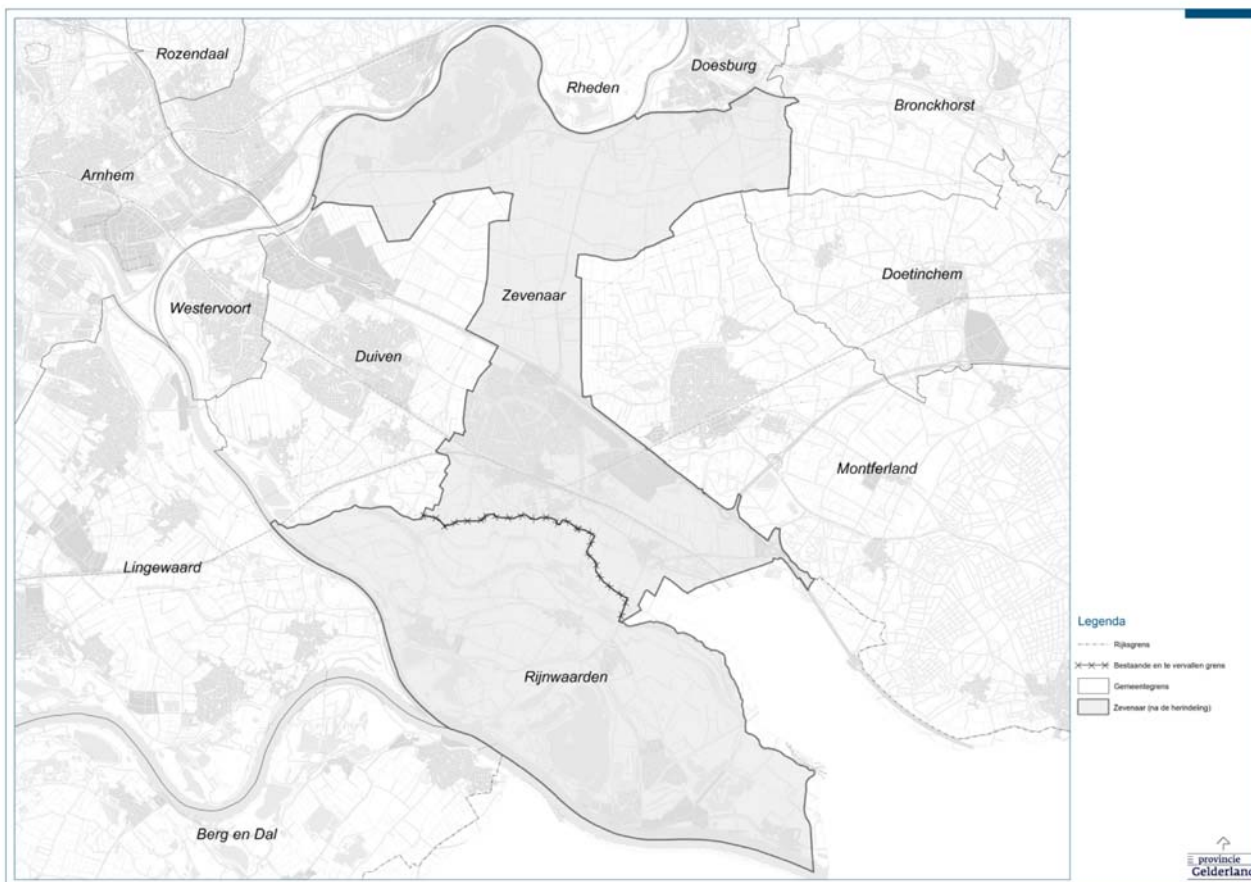 Rozendaal
Doesburg
Rheden
Bronckhorst
Arnhem
Doetinchem
Zevenaar
Westervoort
Duiven
Montferland
Lingewaard
Rijnwaarden
Berg en Dal
Legenda
Rijksgrens
Bestaande en te vervallen grens
Gemeentegrens
Zevenaar (na de herindeling)
provincie
Gelderland